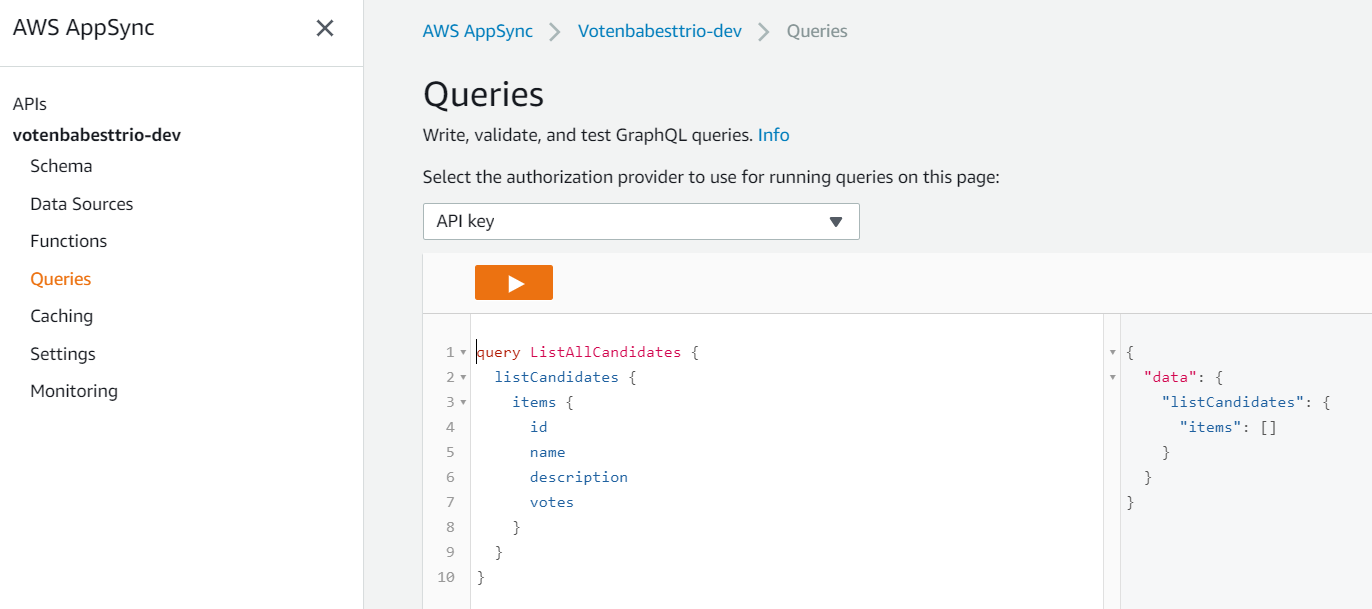 AWS AppSync
APIs
votenbabesttrio-dev
Schema
Data Sources
Functions
Queries
Caching
Settings
Monitoring
AWS AppSync > Votenbabesttrio-dev > Queries
Queries
Write, validate, and test GraphQL queries. Info
Select the authorization provider to use for running queries on this page:
API key
1 query ListAllCandidates {
2 listCandidates {
3 items {
4 id
5 name
6 description
7 votes
8 }
9 }
10 }
{
"data": {
"listCandidates": {
"items": []
}
}
}